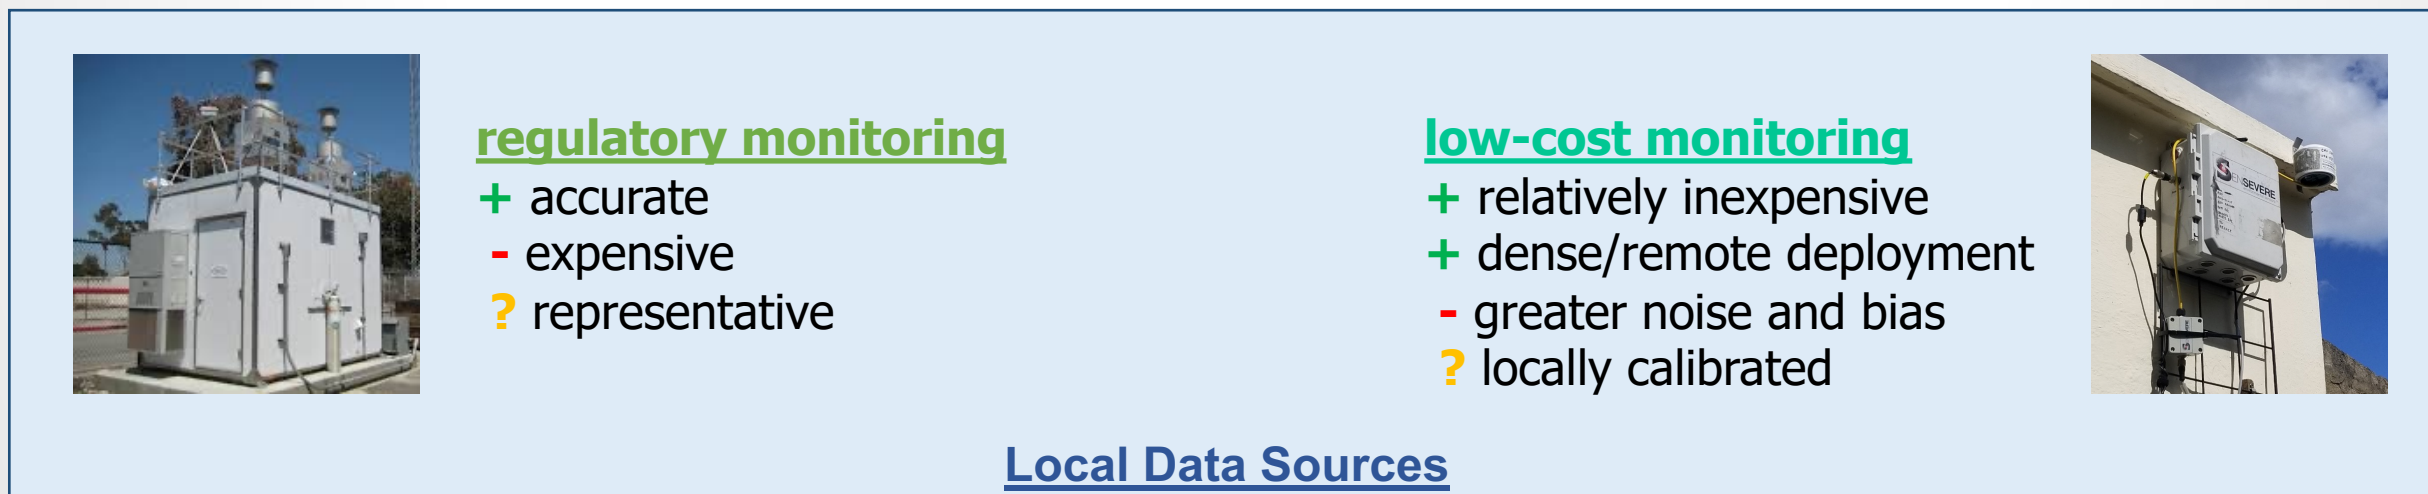 regulatory monitoring
+ accurate
- expensive
? representative
low-cost monitoring
+ relatively inexpensive
+ dense/remote deployment
- greater noise and bias
? locally calibrated
SENSEVERE
Local Data Sources